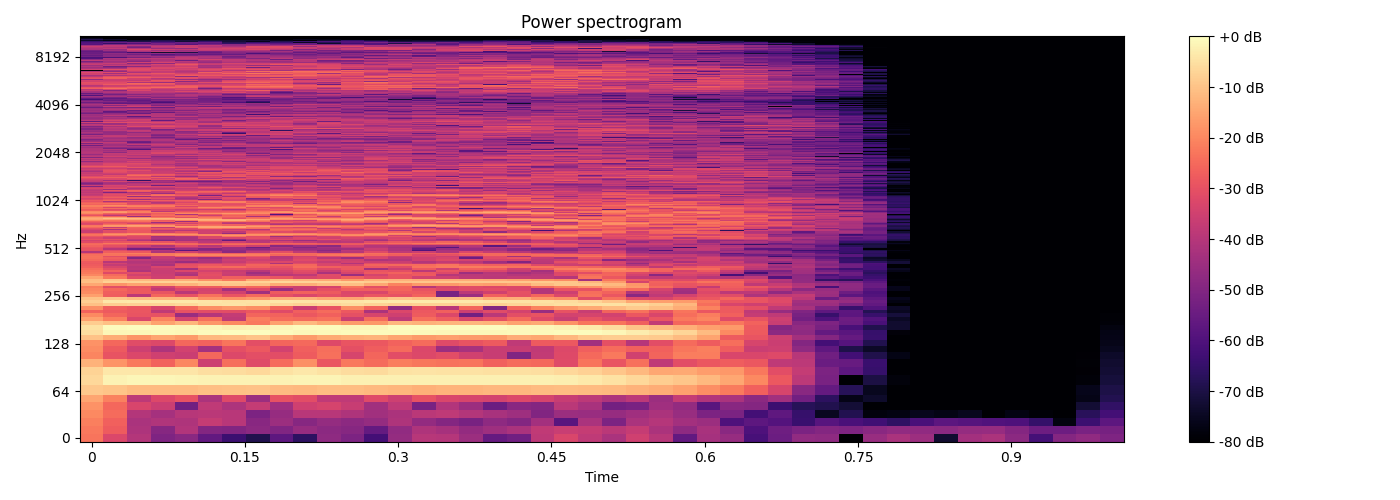 Power spectrogram
Hz
8192
4096
2048
1024
512
256
128
64
0
0 0.15 0.3 0.45 0.6 0.75 0.9
Time
+0 dB
-10 dB
-20 dB
-30 dB
-40 dB
-50 dB
-60 dB
-70 dB
-80 dB